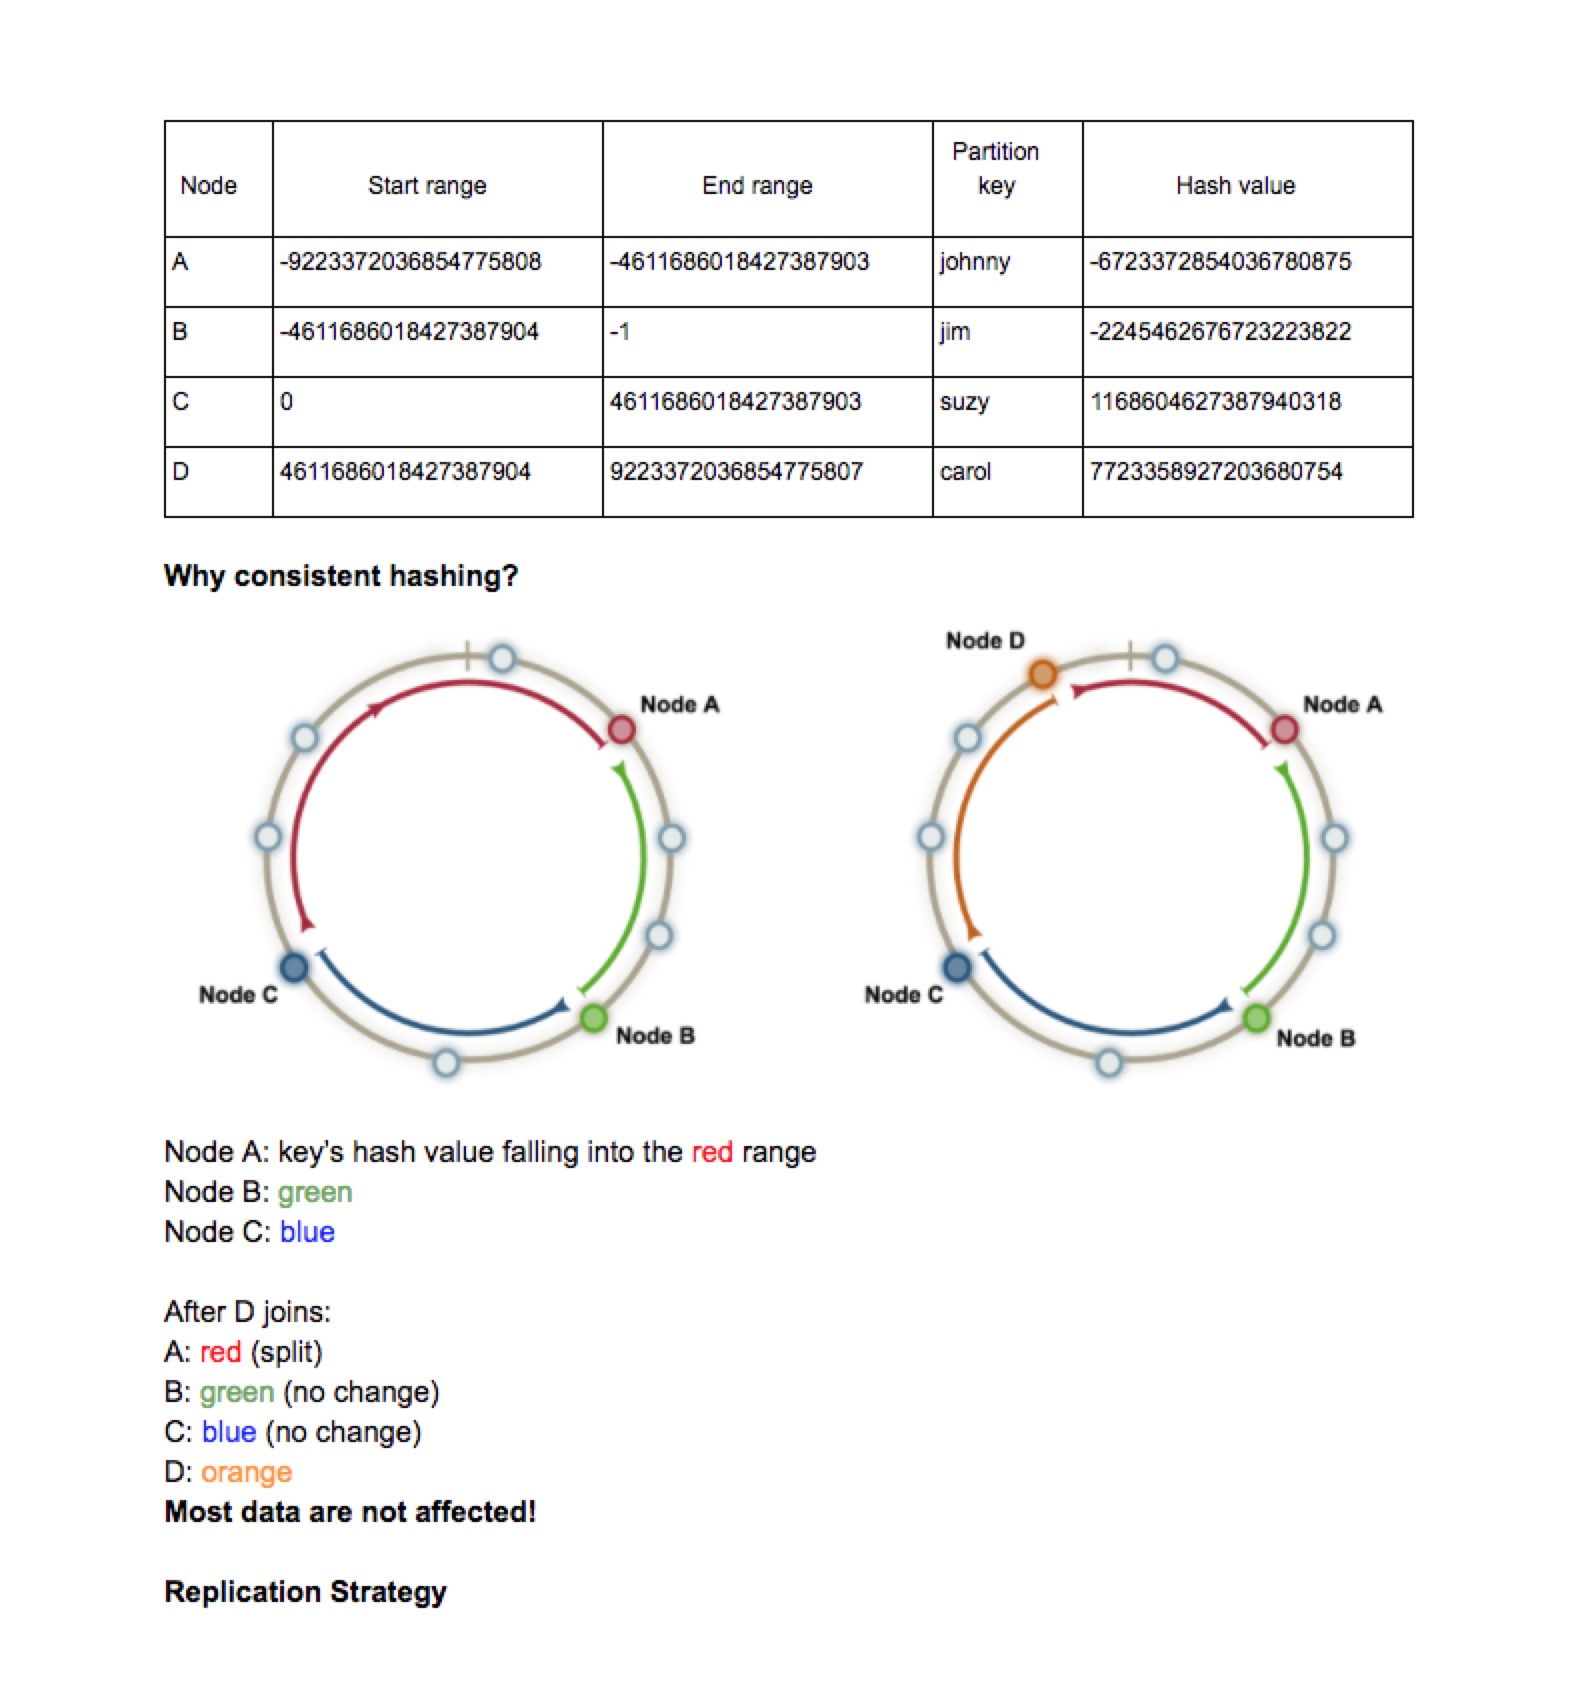 Node Start range End range Partition key Hash value
A -9223372036854775808 -4611686018427387903 johnny -6723372854036780875
B -4611686018427387904 -1 jim -2245462676723223822
C 0 4611686018427387903 suzy 1168604627387940318
D 4611686018427387904 9223372036854775807 carol 7723358927203680754
Why consistent hashing?
Node A
Node C
Node B
Node D
Node A
Node C
Node B
Node A: key's hash value falling into the red range
Node B: green
Node C: blue
After D joins:
A: red (split)
B: green (no change)
C: blue (no change)
D: orange
Most data are not affected!
Replication Strategy